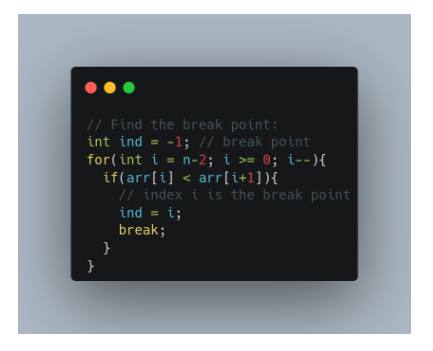 // Find the break point:
int ind = -1; // break point
for(int i = n-2; i >= 0; i--){
  if(arr[i] < arr[i+1]){
    // index i is the break point
    ind = i;
    break;
  }
}